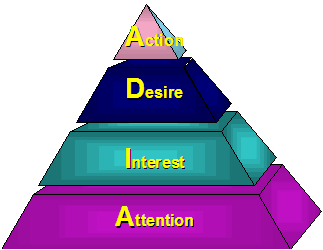 Action
Desire
Interest
Attention